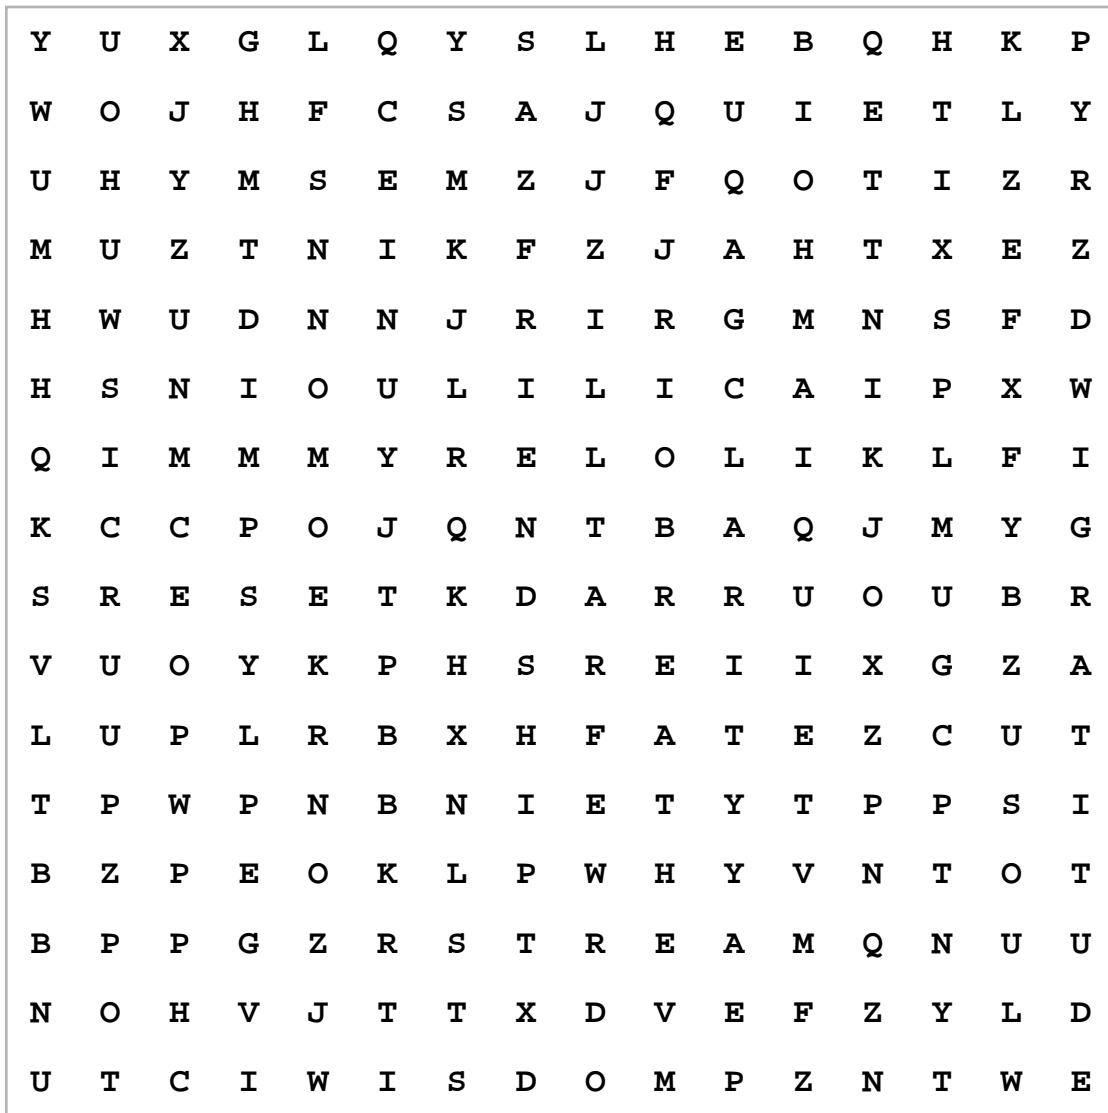 Y U X G L Q Y S L H E B Q H K P
W O J H F C S A J Q U I E T L Y
U H Y M S E M Z J F Q O T I Z R
M U Z T N I K F Z J A H T X E Z
H W U D N N J R I R G M N S F D
H S N I O U L I L I C A I P X W
Q I M M M Y R E L O L I K L F I
K C C P O J Q N T B A Q J M Y G
S R E S E T K D A R R U O U B R
V U O Y K P H S R E I I X G Z A
L U P L R B X H F A T E Z C U T
T P W P N B N I E T Y T P P S I
B Z P E O K L P W H Y V N T O T
B P P G Z R S T R E A M Q N U U
N O H V J T T X D V E F Z Y L D
U T C I W I S D O M P Z N T W E